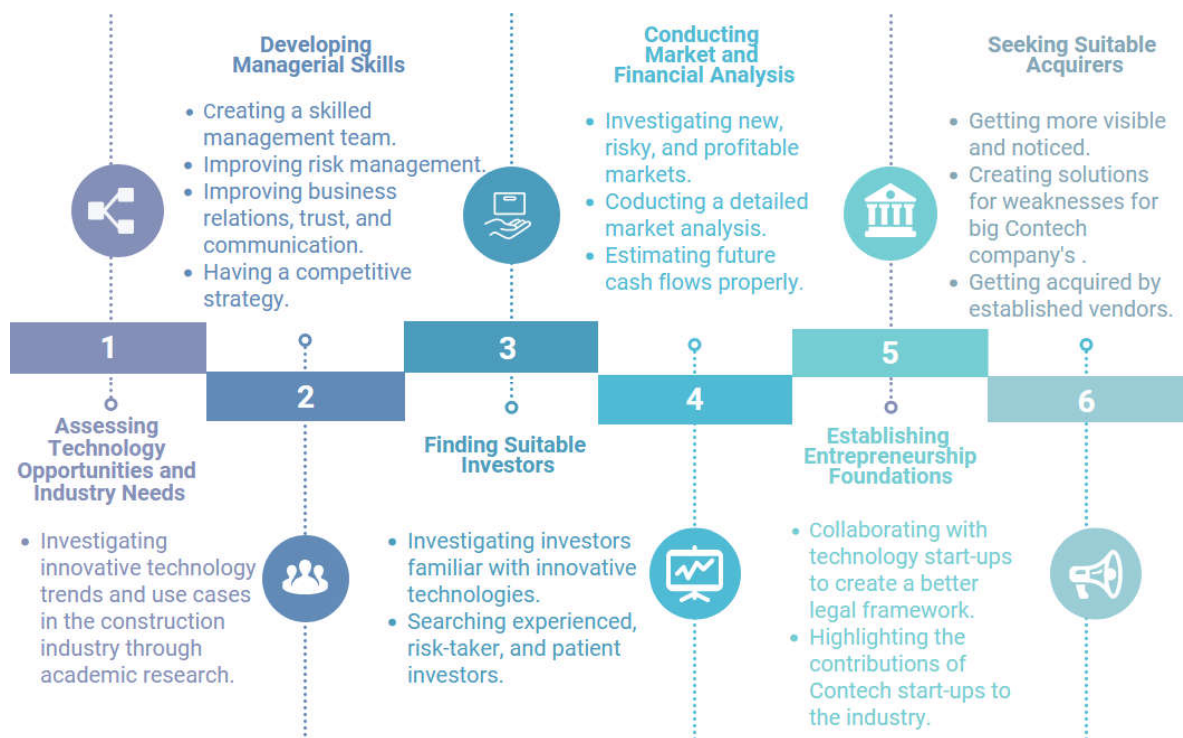 1
Assessing
Technology
Opportunities and
Industry Needs
• Investigating
innovative technology
trends and use cases
in the construction
industry through
academic research.
Developing
Managerial Skills
• Creating a skilled
management team.
• Improving risk management.
• Improving business
relations, trust, and
communication.
• Having a competitive
strategy.
2
3
Finding Suitable
Investors
• Investigating investors
familiar with innovative
technologies.
• Searching experienced,
risk-taker, and patient
investors.
Conducting
Market and
Financial Analysis
• Investigating new,
risky, and profitable
markets.
• Coducting a detailed
market analysis.
• Estimating future
cash flows properly.
4
5
Establishing
Entrepreneurship
Foundations
• Collaborating with
technology start-ups
to create a better
legal framework.
• Highlighting the
contributions of
Contech start-ups to
the industry.
Seeking Suitable
Acquirers
• Getting more visible
and noticed.
• Creating solutions
for weaknesses for
big Contech
company's .
• Getting acquired by
established vendors.
6